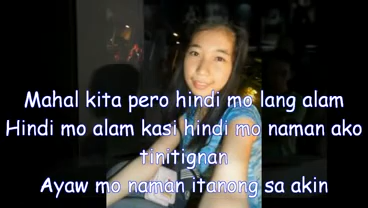 Mahal kita pero hindi mo lang alam
Hindi mo alam kasi hindi mo naman ako
tinitignan
Ayaw mo naman itanong sa akin